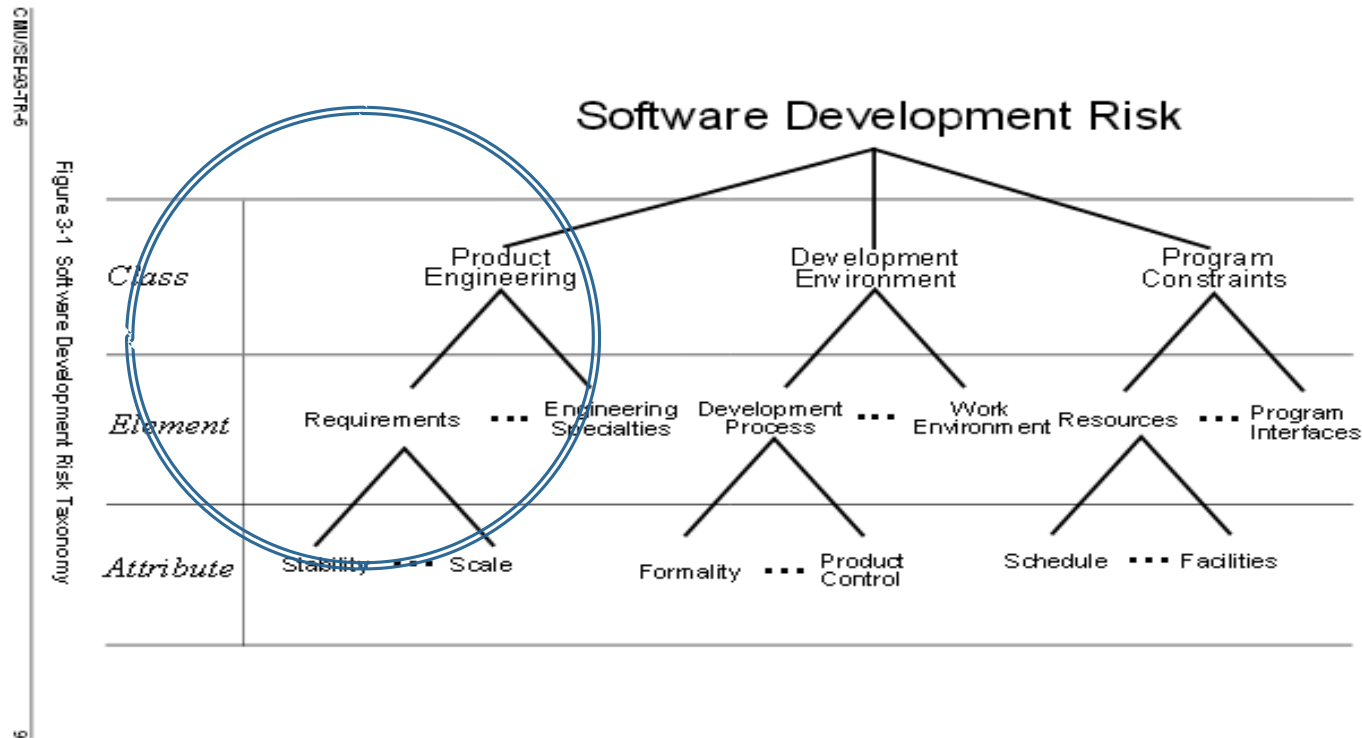 CMU/SEI-93-TR-6
Figure 3-1 Software Development Risk Taxonomy
Software Development Risk
Class
Product
Engineering
Development
Environment
Program
Constraints
Element
Requirements ... Engineering
Specialties
Development
Process ... Work
Environment
Resources ... Program
Interfaces
Attribute
Stability ... Scale
Formality ... Product
Control
Schedule ... Facilities